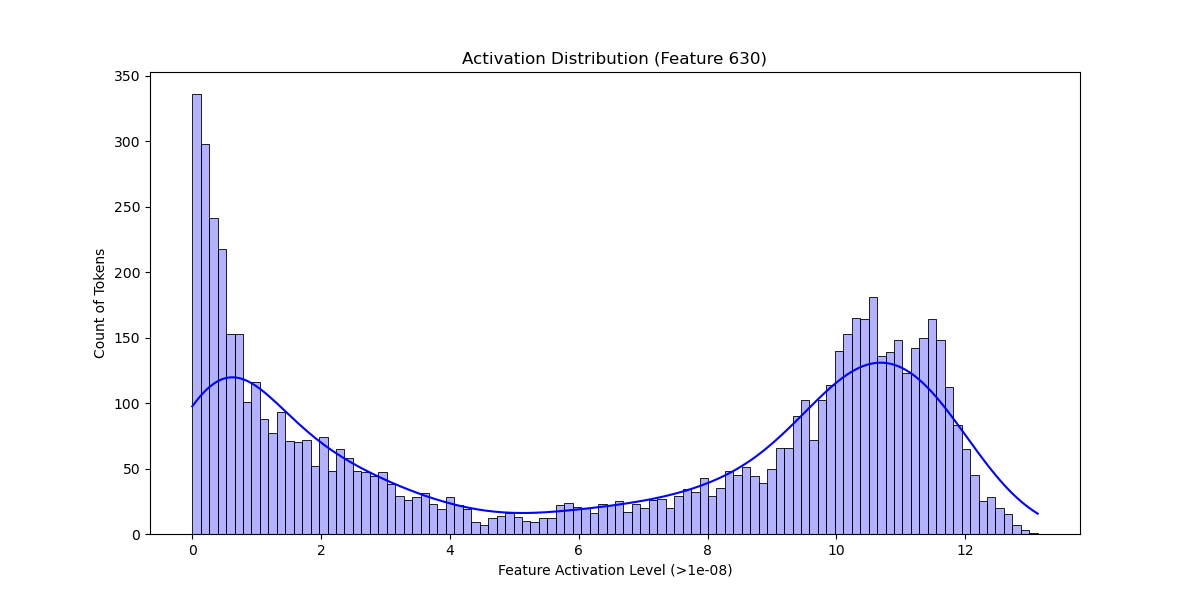 Activation Distribution (Feature 630)
350
300
250
200
150
100
50
0
Count of Tokens
0 2 4 6 8 10 12
Feature Activation Level (>1e-08)